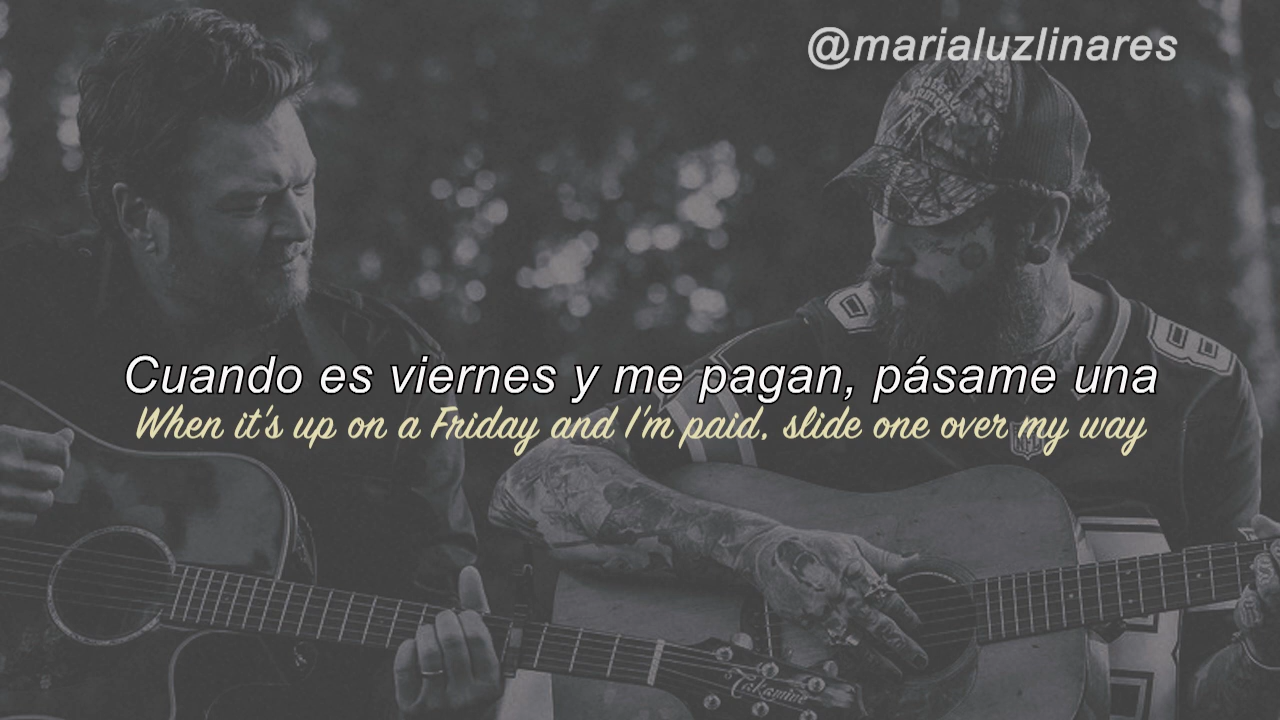 @marialuzlinares
Cuando es viernes y me pagan, pásame una
When it's up on a Friday and I'm paid, slide one over my way
NFL
Takamine